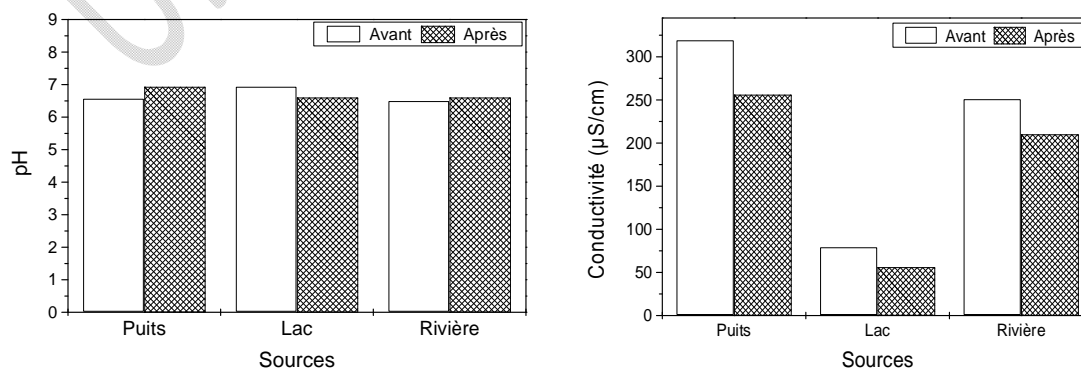 9
8
7
6
5
4
3
2
1
0
pH
Avant Après
Puits Lac Rivière
Sources
300
250
200
150
100
50
0
Conductivité (µS/cm)
Avant Après
Puits Lac Rivière
Sources